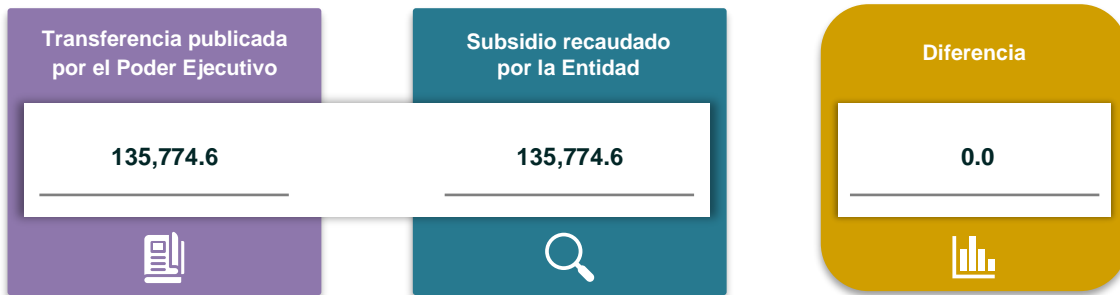 Transferencia publicada
por el Poder Ejecutivo
135,774.6
Subsidio recaudado
por la Entidad
135,774.6
Diferencia
0.0